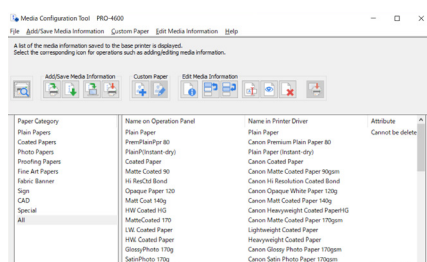 Media Configuration Tool PRO-4600
File Add/Save Media Information Custom Paper Edit Media Information Help
A list of the media information saved to the base printer is displayed.
Select the corresponding icon for operations such as adding/editing media information.
Add/Save Media Information Custom Paper Edit Media Information
Paper Category Name on Operation Panel Name in Printer Driver Attribute
Plain Papers Plain Paper Plain Paper Cannot be delete
Coated Papers PremPlainPpr 80 Canon Premium Plain Paper 80
Photo Papers PlainP(Instant-dry) Plain Paper (Instant-dry)
Proofing Papers Coated Paper Canon Coated Paper
Fine Art Papers Matte Coated 90 Canon Matte Coated Paper 90gsm
Fabric Banner Hi ResCtd Bond Canon Hi Resolution Coated Bond
Sign Opaque Paper 120 Canon Opaque White Paper 120g
CAD Matt Coat 140g Canon Matt Coated Paper 140g
Special HW Coated HG Canon Heavyweight Coated PaperHG
All MatteCoated 170 Canon Matte Coated Paper 170gsm
LW. Coated Paper Lightweight Coated Paper
HW. Coated Paper Heavyweight Coated Paper
GlossyPhoto 170g Canon Glossy Photo Paper 170gsm
SatinPhoto 170g Canon Satin Photo Paper 170gsm